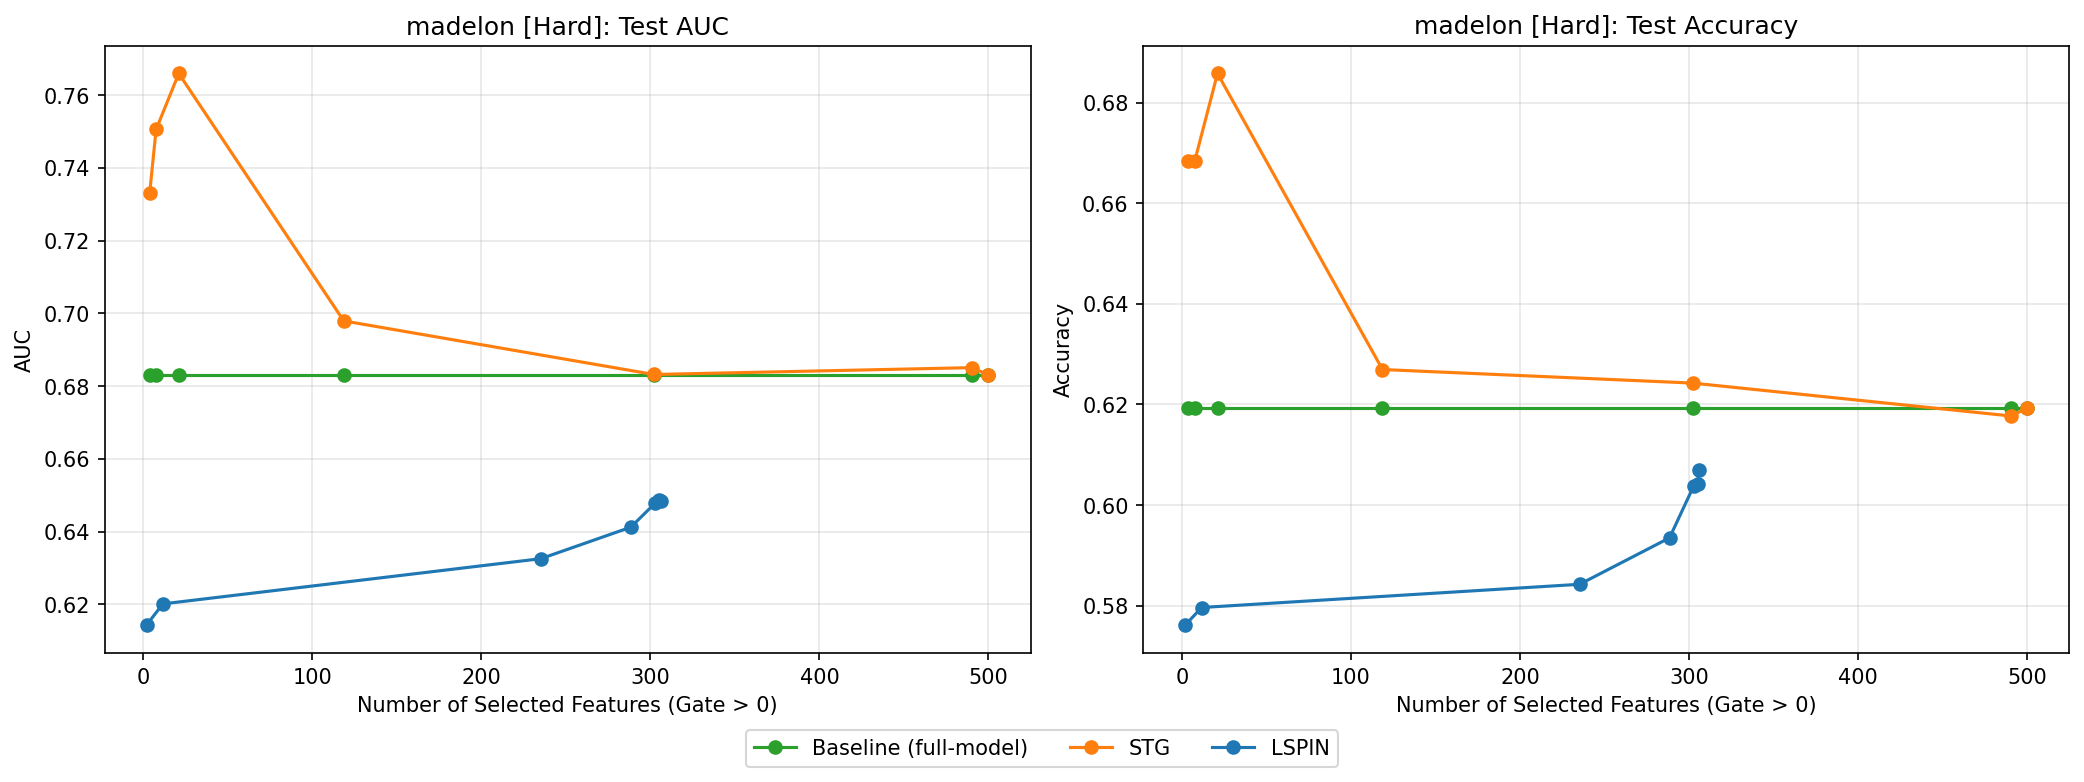 madelon [Hard]: Test AUC
0.76
0.74
0.72
0.70
0.68
0.66
0.64
0.62
AUC
0 100 200 300 400 500
Number of Selected Features (Gate > 0)
madelon [Hard]: Test Accuracy
0.68
0.66
0.64
0.62
0.60
0.58
Accuracy
0 100 200 300 400 500
Number of Selected Features (Gate > 0)
Baseline (full-model) STG LSPIN